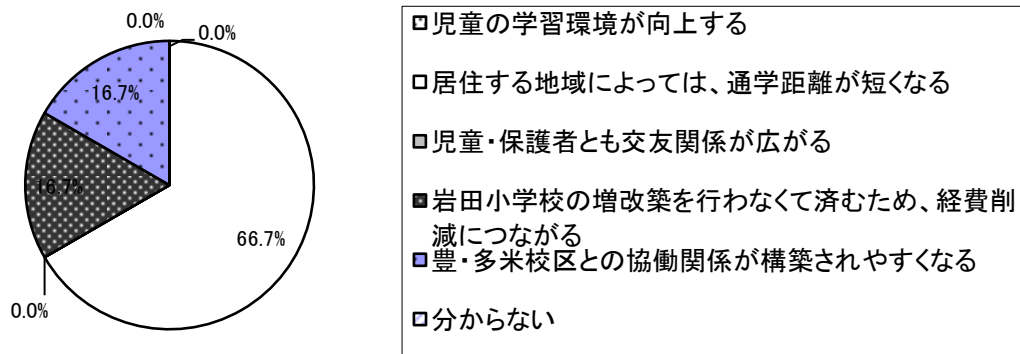 0.0%
0.0%
16.7%
16.7%
66.7%
0.0%
児童の学習環境が向上する
居住する地域によっては、通学距離が短くなる
児童・保護者とも交友関係が広がる
岩田小学校の増改築を行わなくて済むため、経費削
減につながる
豊・多米校区との協働関係が構築されやすくなる
分からない